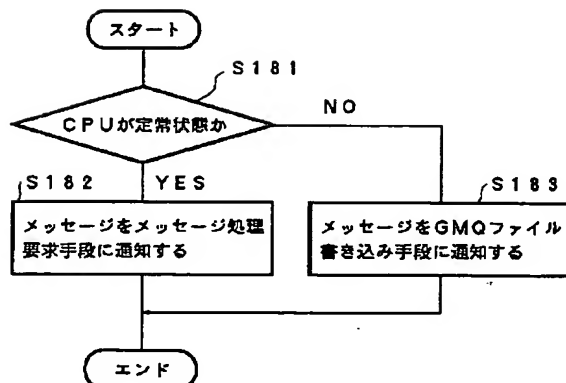 スタート
S181
CPUが定常状態か
NO
S182
YES
S183
メッセージをメッセージ処理
要求手段に通知する
メッセージをGMQファイル
書き込み手段に通知する
エンド